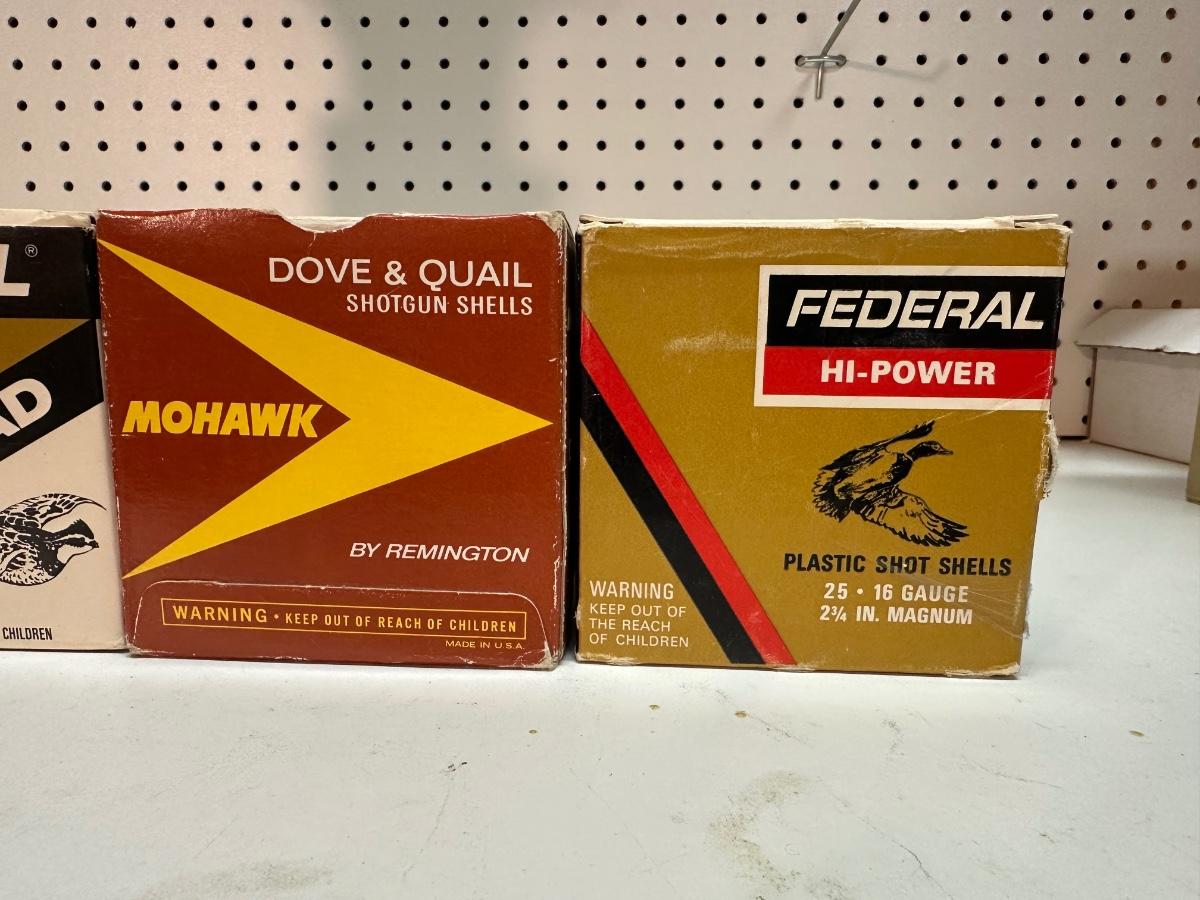 L®
AD
CHILDREN
DOVE & QUAIL
SHOTGUN SHELLS
MOHAWK
BY REMINGTON
WARNING • KEEP OUT OF REACH OF CHILDREN
MADE IN U.S.A.
FEDERAL
HI-POWER
PLASTIC SHOT SHELLS
25 • 16 GAUGE
2¾ IN. MAGNUM
WARNING
KEEP OUT OF
THE REACH
OF CHILDREN